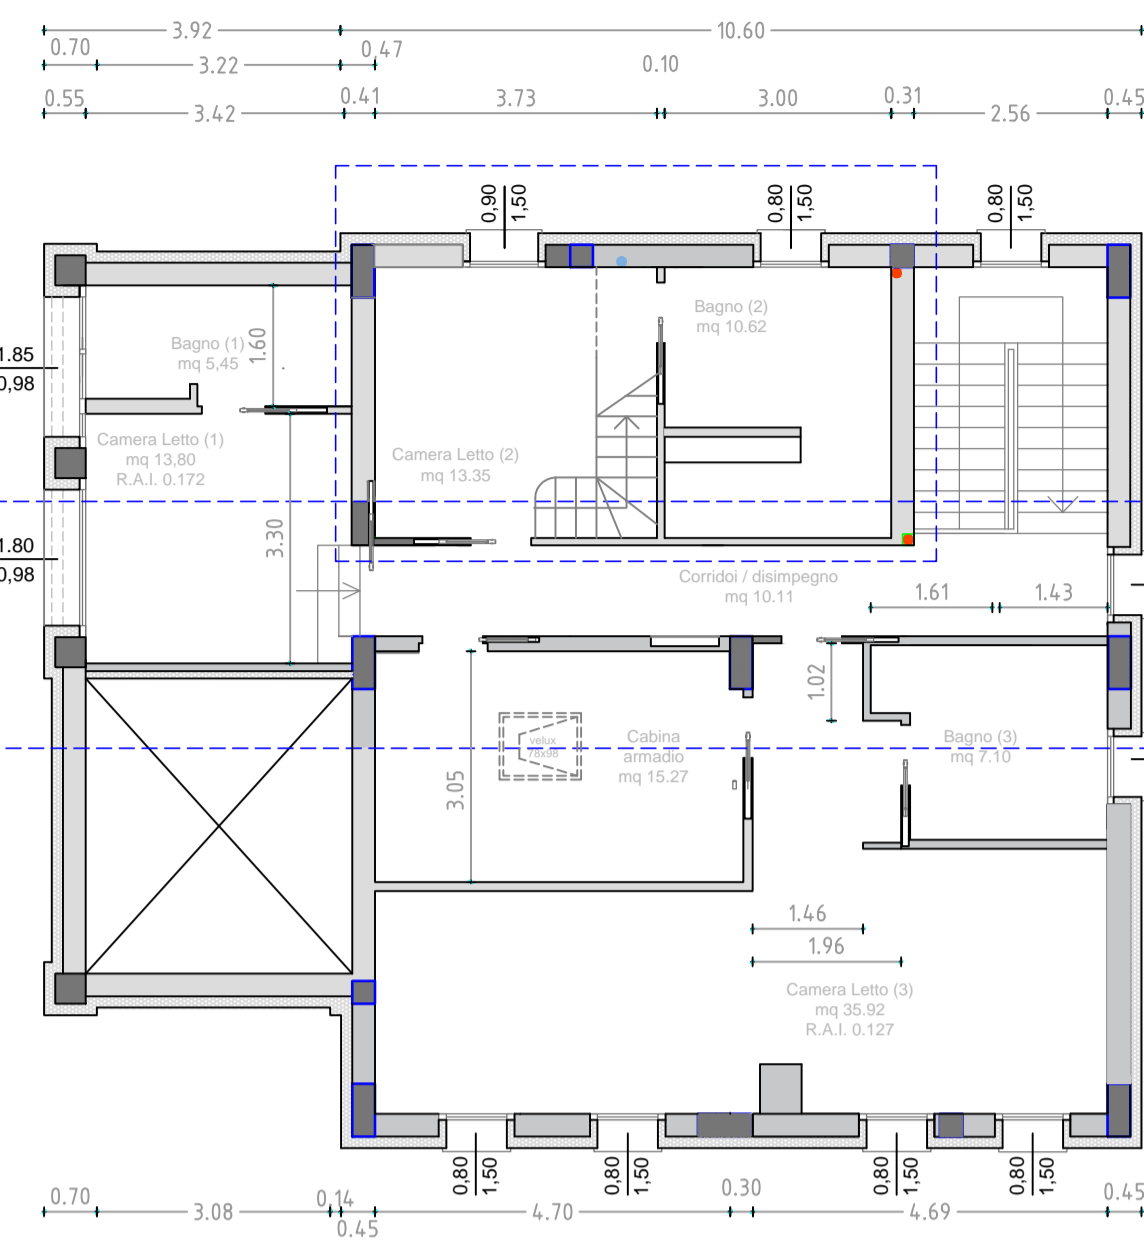 3.92
10.60
0.70
3.22
0,47
0.10
0.55
3.42
0.41
3.73
3.00
0.31
2.56
0.45
0,90
1,50
0,80
1,50
0,80
1,50
Bagno (1)
mq 5,45
1.60
Bagno (2)
mq 10.62
1.85
0,98
Camera Letto (1)
mq 13,80
R.A.I. 0.172
Camera Letto (2)
mq 13.35
3.30
1.80
0,98
Corridoi / disimpegno
mq 10.11
1.61
1.43
1.02
3.05
velux
78x98
Cabina
armadio
mq 15.27
Bagno (3)
mq 7.10
1.46
1.96
Camera Letto (3)
mq 35.92
R.A.I. 0.127
0,80
1,50
0,80
1,50
0,80
1,50
0,80
1,50
0.70
3.08
0.14
0.45
4.70
0.30
4.69
0.45